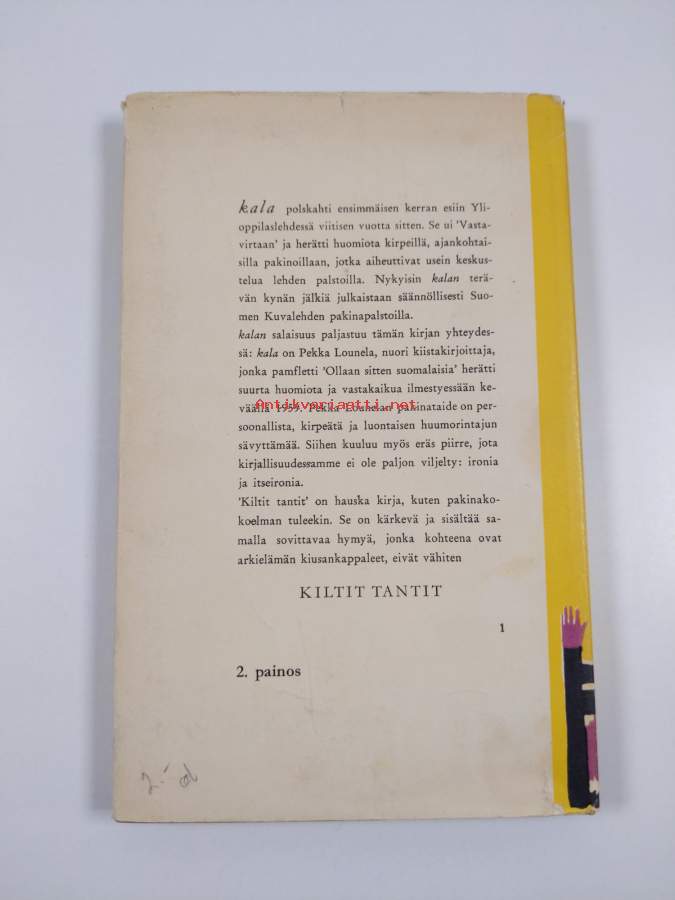 kala polskahti ensimmäisen kerran esiin Yli-
oppilaslehdessä viitisen vuotta sitten. Se ui 'Vasta-
virtaan' ja herätti huomiota kirpeillä, ajankohtai-
silla pakinoillaan, jotka aiheuttivat usein keskus-
telua lehden palstoilla. Nykyisin kalan terä-
vän kynän jälkiä julkaistaan säännöllisesti Suo-
men Kuvalehden pakinapalstoilla.
kalan salaisuus paljastuu tämän kirjan yhteydes-
sä: kala on Pekka Lounela, nuori kiistakirjoittaja,
jonka pamfletti 'Ollaan sitten suomalaisia' herätti
suurta huomiota ja vastakaikua ilmestyessään ke-
väällä 1959. Pekka Lounelan pakinataide on per-
Antikvariaatti.net
soonallista, kirpeätä ja luontaisen huumorintajun
sävyttämää. Siihen kuuluu myös eräs piirre, jota
kirjallisuudessamme ei ole paljon viljelty: ironia
ja itseironia.
'Kiltit tantit' on hauska kirja, kuten pakinako-
koelman tuleekin. Se on kärkevä ja sisältää sa-
malla sovittavaa hymyä, jonka kohteena ovat
arkielämän kiusankappaleet, eivät vähiten
KILTIT TANTIT
1
2. painos